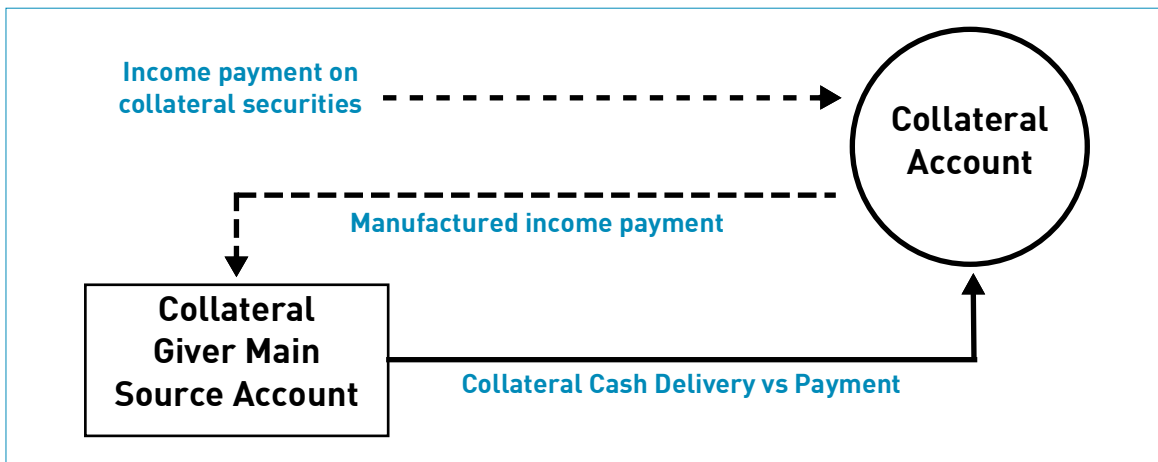 Income payment on
collateral securities
Collateral
Account
Manufactured income payment
Collateral
Giver Main
Source Account
Collateral Cash Delivery vs Payment